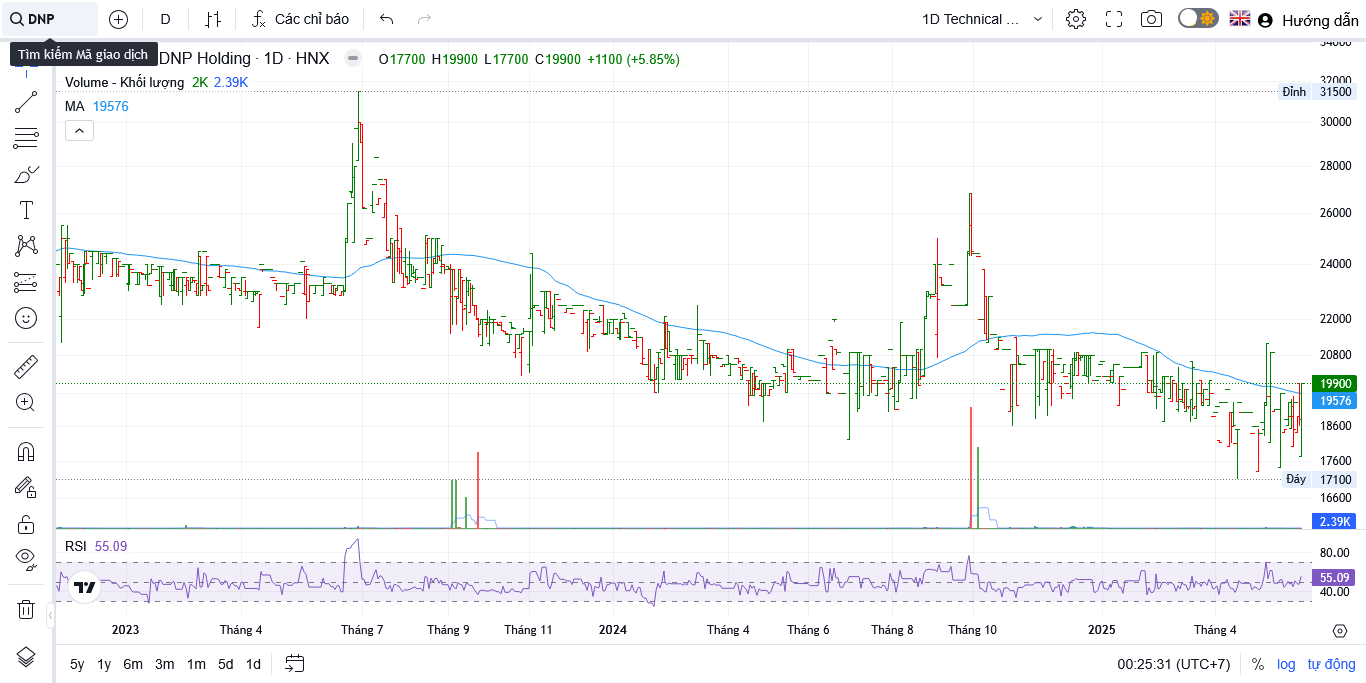 DNP
D
Các chỉ báo
1D Technical ...
Hướng dẫn
Tìm kiếm Mã giao dịch
DNP Holding · 1D · HNX
O17700 H19900 L17700 C19900 +1100 (+5.85%)
Volume - Khối lượng 2K 2.39K
MA 19576
34000
32000
Đỉnh 31500
30000
28000
26000
24000
22000
20800
19900
19576
18600
17600
Đáy 17100
16600
2.39K
RSI 55.09
80.00
55.09
40.00
2023 Tháng 4 Tháng 7 Tháng 9 Tháng 11 2024 Tháng 4 Tháng 6 Tháng 8 Tháng 10 2025 Tháng 4
5y 1y 6m 3m 1m 5d 1d
00:25:31 (UTC+7) % log tự động